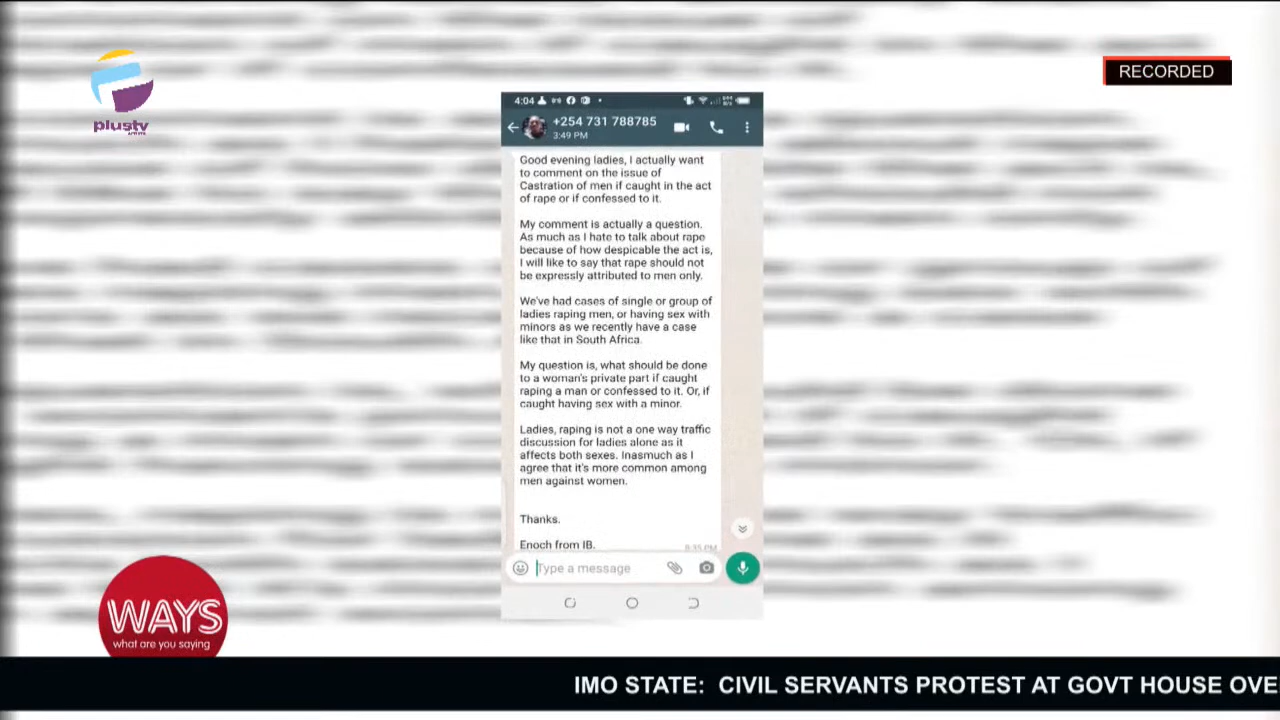 plustv
RECORDED
4:04
+254 731 788785
3:49 PM
Good evening ladies, I actually want
to comment on the issue of
Castration of men if caught in the act
of rape or if confessed to it.
My comment is actually a question.
As much as I hate to talk about rape
because of how despicable the act is,
I will like to say that rape should not
be expressly attributed to men only.
We've had cases of single or group of
ladies raping men, or having sex with
minors as we recently have a case
like that in South Africa.
My question is, what should be done
to a woman's private part if caught
raping a man or confessed to it. Or, if
caught having sex with a minor.
Ladies, raping is not a one way traffic
discussion for ladies alone as it
affects both sexes. Inasmuch as I
agree that it's more common among
men against women.
Thanks.
Enoch from IB.
9:35 PM
Type a message
WAYS
what are you saying
IMO STATE: CIVIL SERVANTS PROTEST AT GOVT HOUSE OVE